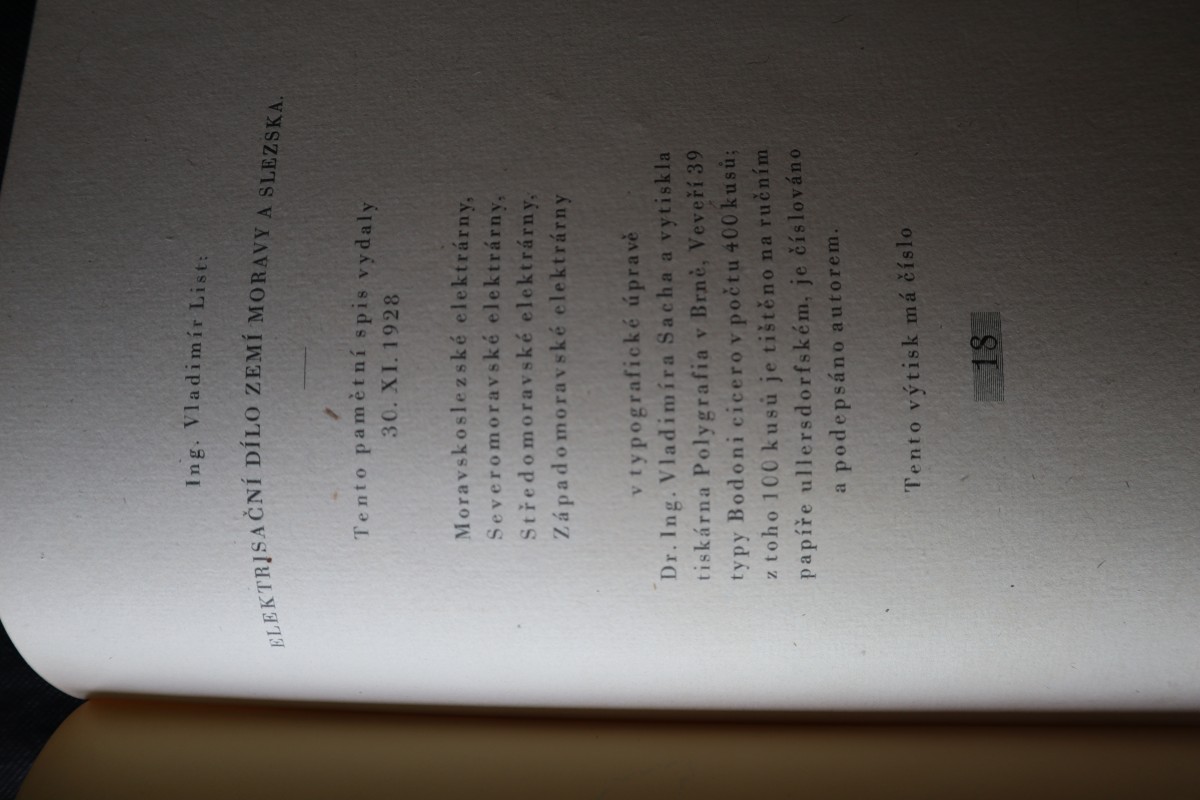 Ing. Vladimír List:
ELEKTRISAČNÍ DÍLO ZEMÍ MORAVY A SLEZSKA.
Tento pamětní spis vydaly
30. XI. 1928
Moravskoslezské elektrárny,
Severomoravské elektrárny,
Středomoravské elektrárny,
Západomoravské elektrárny
v typografické úpravě
Dr. Ing. Vladimíra Sacha a vytiskla
tiskárna Polygrafia v Brně, Veveří 39
typy Bodoni cicero v počtu 400 kusů;
z toho 100 kusů je tištěno na ručním
papíře ullersdorfském, je číslováno
a podepsáno autorem.
Tento výtisk má číslo
18